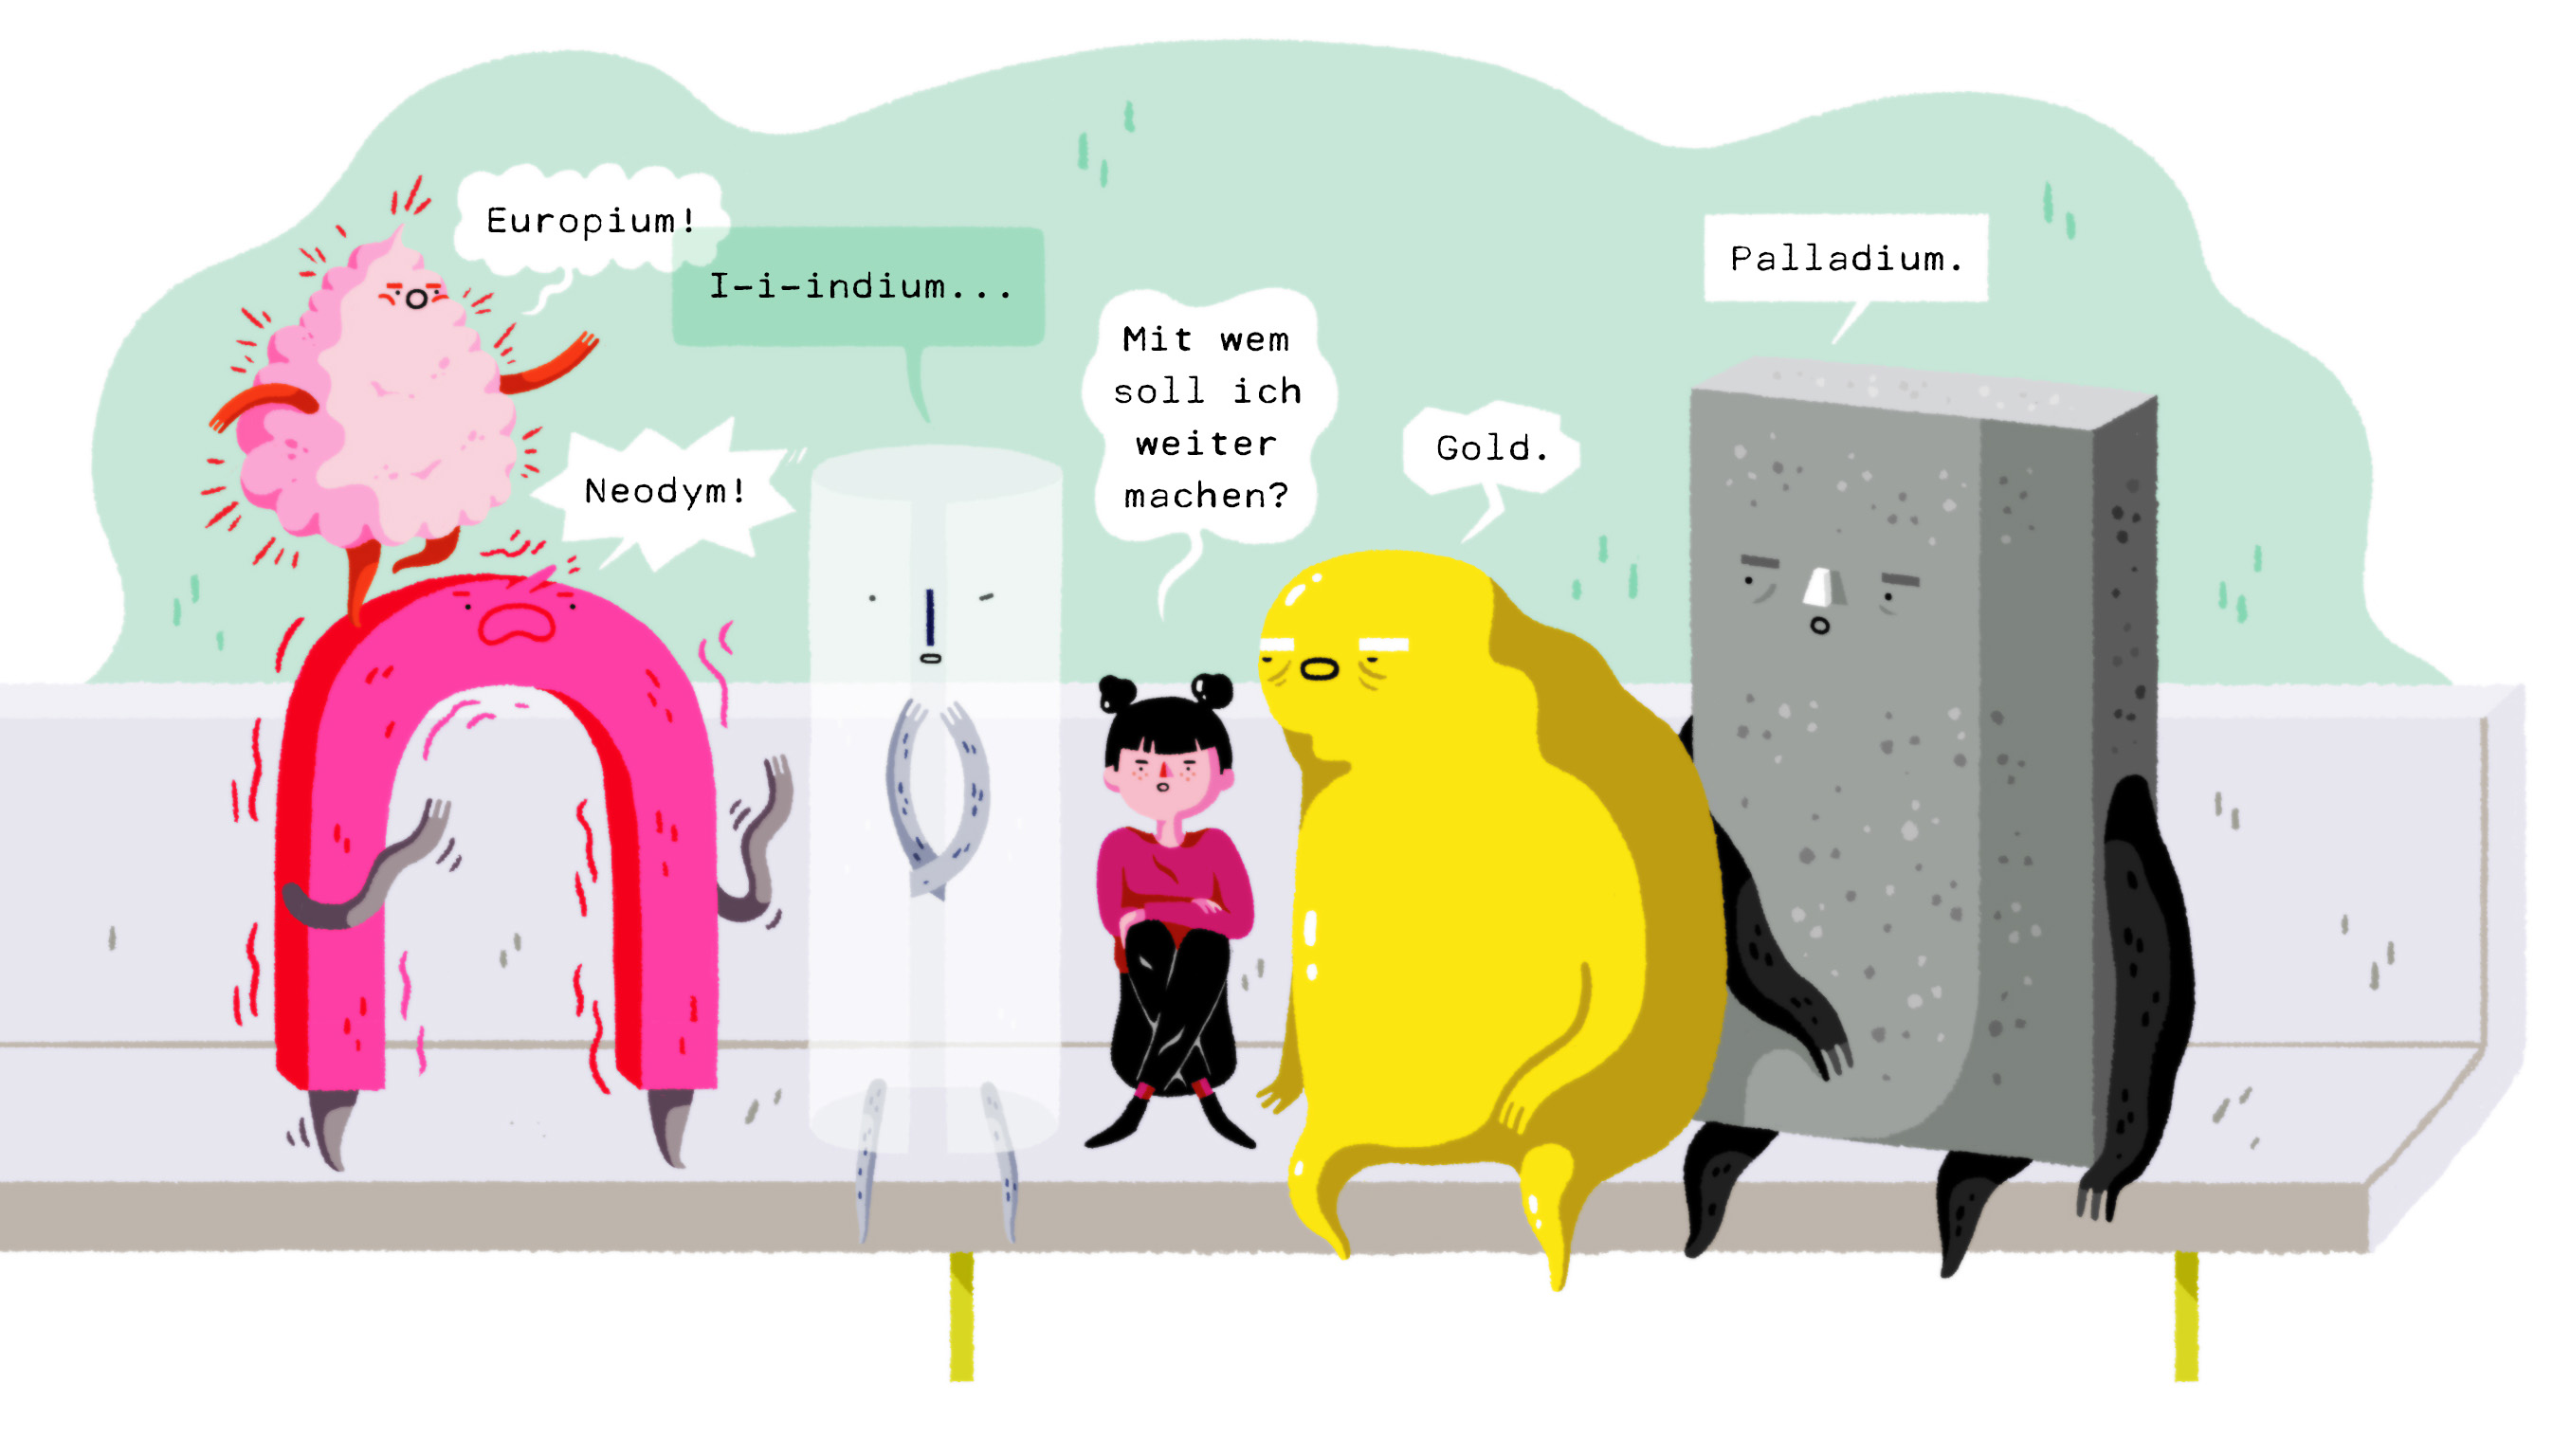 Europium!
I-i-indium...
Neodym!
Mit wem
soll ich
weiter
machen?
Gold.
Palladium.